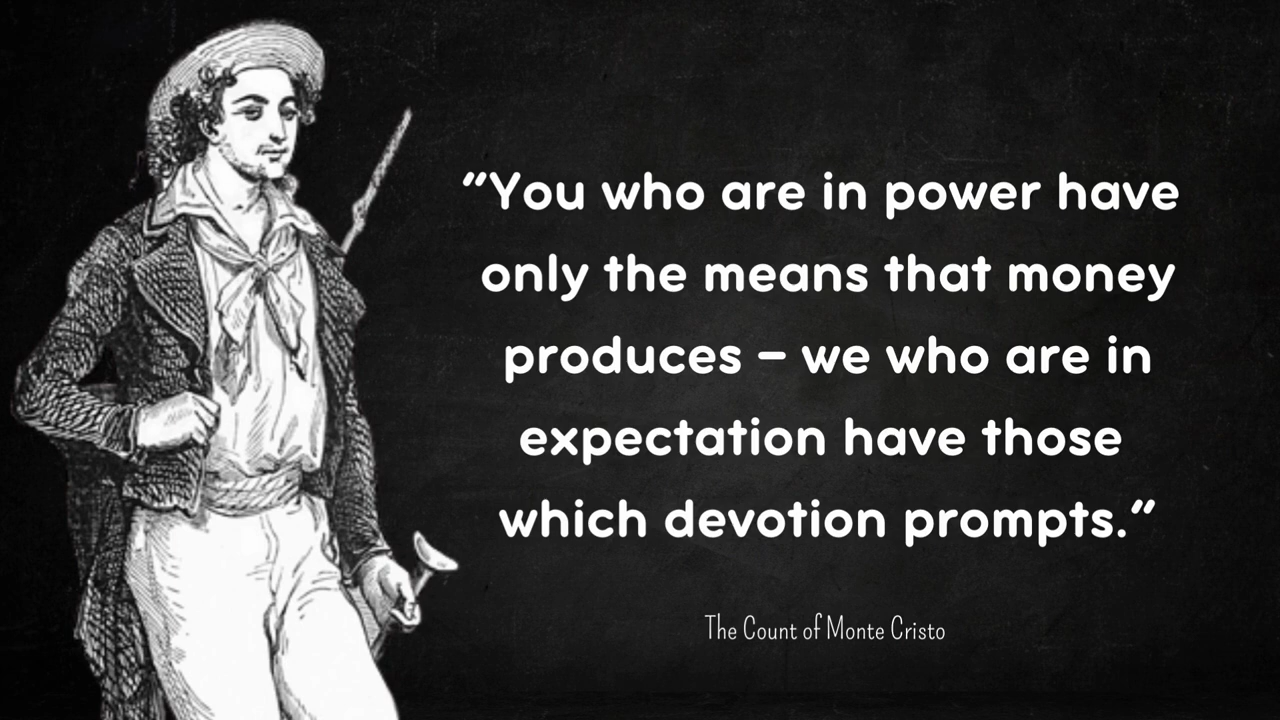 “You who are in power have
only the means that money
produces – we who are in
expectation have those
which devotion prompts.”
The Count of Monte Cristo